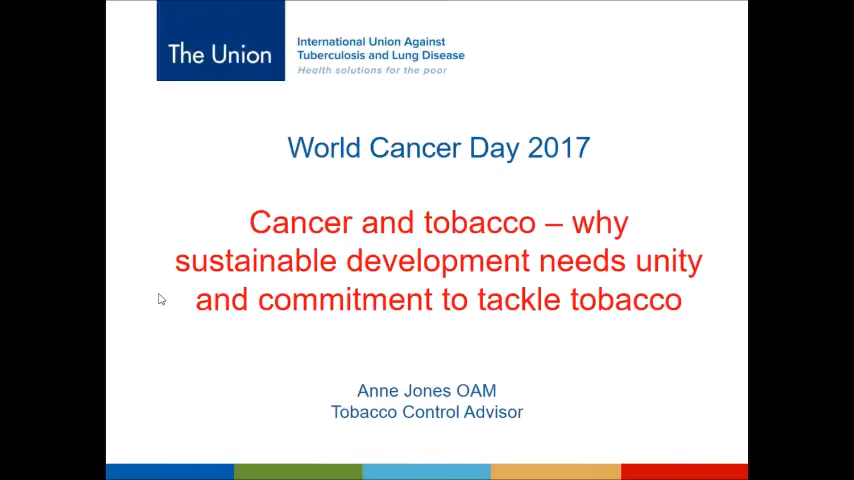 The Union
International Union Against
Tuberculosis and Lung Disease
Health solutions for the poor
World Cancer Day 2017
Cancer and tobacco – why
sustainable development needs unity
and commitment to tackle tobacco
Anne Jones OAM
Tobacco Control Advisor